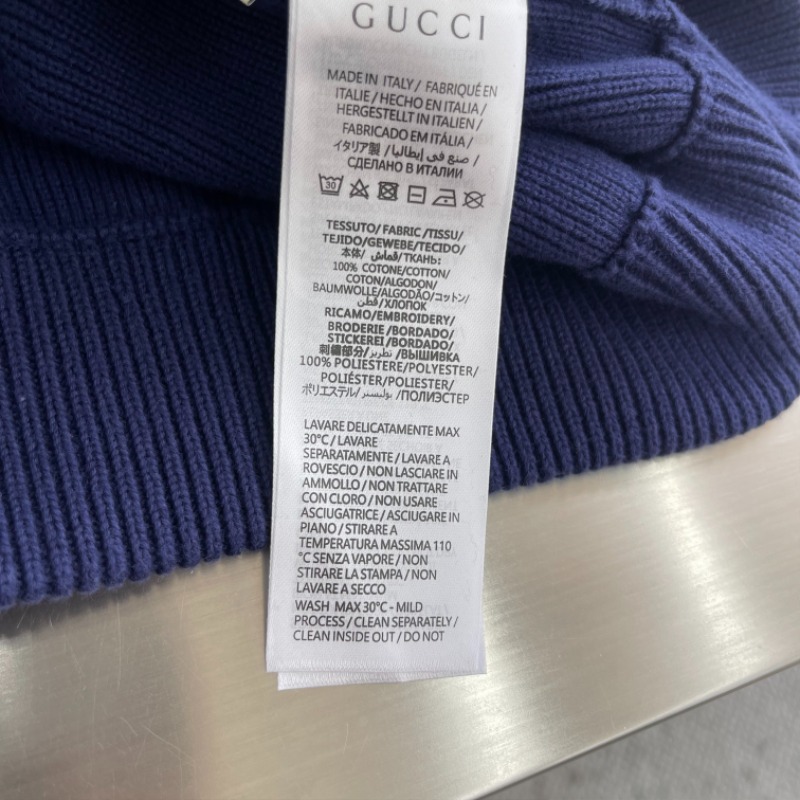 GUCCI
MADE IN ITALY / FABRIQUÉ EN
ITALIE / HECHO EN ITALIA /
HERGESTELLT IN ITALIEN /
FABRICADO EM ITÁLIA /
イタリア製 / صنع في إيطاليا /
СДЕЛАНО В ИТАЛИИ
30
TESSUTO/ FABRIC /TISSU/
TEJIDO/GEWEBE/TECIDO/
本体/ قماش/ТКАНЬ:
100% COTONE/COTTON/
COTON/ALGODON/
BAUMWOLLE/ALGODÃO/コットン/
قطن/ХЛОПОК
RICAMO/EMBROIDERY/
BRODERIE /BORDADO/
STICKEREI /BORDADO/
刺繍部分/ تطريز /ВЫШИВКА
100% POLIESTERE/POLYESTER/
POLIÉSTER/POLIESTER/
ポリエステル/ بوليستر /ПОЛИЭСТЕР
LAVARE DELICATAMENTE MAX
30°C / LAVARE
SEPARATAMENTE / LAVARE A
ROVESCIO / NON LASCIARE IN
AMMOLLO / NON TRATTARE
CON CLORO / NON USARE
ASCIUGATRICE / ASCIUGARE IN
PIANO / STIRARE A
TEMPERATURA MASSIMA 110
°C SENZA VAPORE / NON
STIRARE LA STAMPA / NON
LAVARE A SECCO
WASH MAX 30°C - MILD
PROCESS / CLEAN SEPARATELY /
CLEAN INSIDE OUT / DO NOT